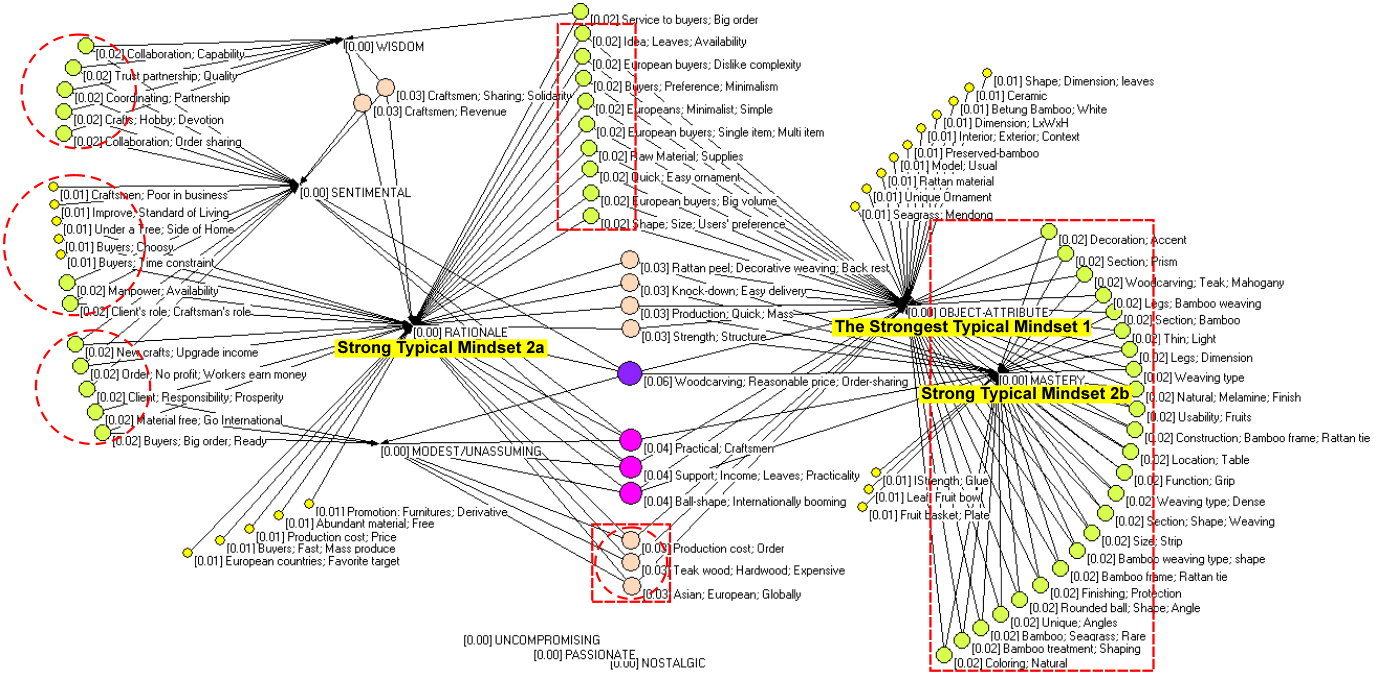 [0.02] Service to buyers; Big order
[0.02] Idea; Leaves; Availability
[0.02] European buyers; Dislike complexity
[0.02] Buyers; Preference; Minimalism
[0.02] Europeans; Minimalist; Simple
[0.02] European buyers; Single item; Multi item
[0.02] Raw Material; Supplies
[0.02] Quick; Easy ornament
[0.02] European buyers; Big volume
[0.02] Shape; Size; Users' preference
[0.00] WISDOM
[0.02] Collaboration; Capability
[0.02] Trust partnership; Quality
[0.02] Coordinating; Partnership
[0.02] Crafts; Hobby; Devotion
[0.02] Collaboration; Order sharing
[0.03] Craftsmen; Sharing; Solidarity
[0.03] Craftsmen; Revenue
[0.00] SENTIMENTAL
[0.01] Craftsmen; Poor in business
[0.01] Improve; Standard of Living
[0.01] Under a Tree; Side of Home
[0.01] Buyers; Choosy
[0.01] Buyers; Time constraint
[0.02] Manpower; Availability
[0.02] Client's role; Craftsman's role
[0.00] RATIONALE
Strong Typical Mindset 2a
[0.02] New crafts; Upgrade income
[0.02] Order; No profit; Workers earn money
[0.02] Client; Responsibility; Prosperity
[0.02] Material free; Go International
[0.02] Buyers; Big order; Ready
[0.00] MODEST/UNASSUMING
[0.01] Promotion: Furnitures; Derivative
[0.01] Abundant material; Free
[0.01] Production cost; Price
[0.01] Buyers; Fast; Mass produce
[0.01] European countries; Favorite target
[0.03] Rattan peel; Decorative weaving; Back rest
[0.03] Knock-down; Easy delivery
[0.03] Production; Quick; Mass
[0.03] Strength; Structure
[0.06] Woodcarving; Reasonable price; Order-sharing
[0.04] Practical; Craftsmen
[0.04] Support; Income; Leaves; Practicality
[0.04] Ball-shape; Internationally booming
[0.03] Production cost; Order
[0.03] Teak wood; Hardwood; Expensive
[0.03] Asian; European; Globally
[0.00] UNCOMPROMISING
[0.00] PASSIONATE
[0.00] NOSTALGIC
[0.01] Shape; Dimension; leaves
[0.01] Ceramic
[0.01] Betung Bamboo; White
[0.01] Dimension; LxWxH
[0.01] Interior; Exterior; Context
[0.01] Preserved-bamboo
[0.01] Model; Usual
[0.01] Rattan material
[0.01] Unique Ornament
[0.01] Seagrass; Mendong
[0.00] OBJECT-ATTRIBUTE
The Strongest Typical Mindset 1
[0.00] MASTERY
Strong Typical Mindset 2b
[0.01] IStrength; Glue
[0.01] Leaf; Fruit bowl
[0.01] Fruit basket; Plate
[0.02] Decoration; Accent
[0.02] Section; Prism
[0.02] Woodcarving; Teak; Mahogany
[0.02] Legs; Bamboo weaving
[0.02] Section; Bamboo
[0.02] Thin; Light
[0.02] Legs; Dimension
[0.02] Weaving type
[0.02] Natural; Melamine; Finish
[0.02] Usability; Fruits
[0.02] Construction; Bamboo frame; Rattan tie
[0.02] Location; Table
[0.02] Function; Grip
[0.02] Weaving type; Dense
[0.02] Section; Shape; Weaving
[0.02] Size; Strip
[0.02] Bamboo weaving type; shape
[0.02] Bamboo frame; Rattan tie
[0.02] Finishing; Protection
[0.02] Rounded ball; Shape; Angle
[0.02] Unique; Angles
[0.02] Bamboo; Seagrass; Rare
[0.02] Bamboo treatment; Shaping
[0.02] Coloring; Natural